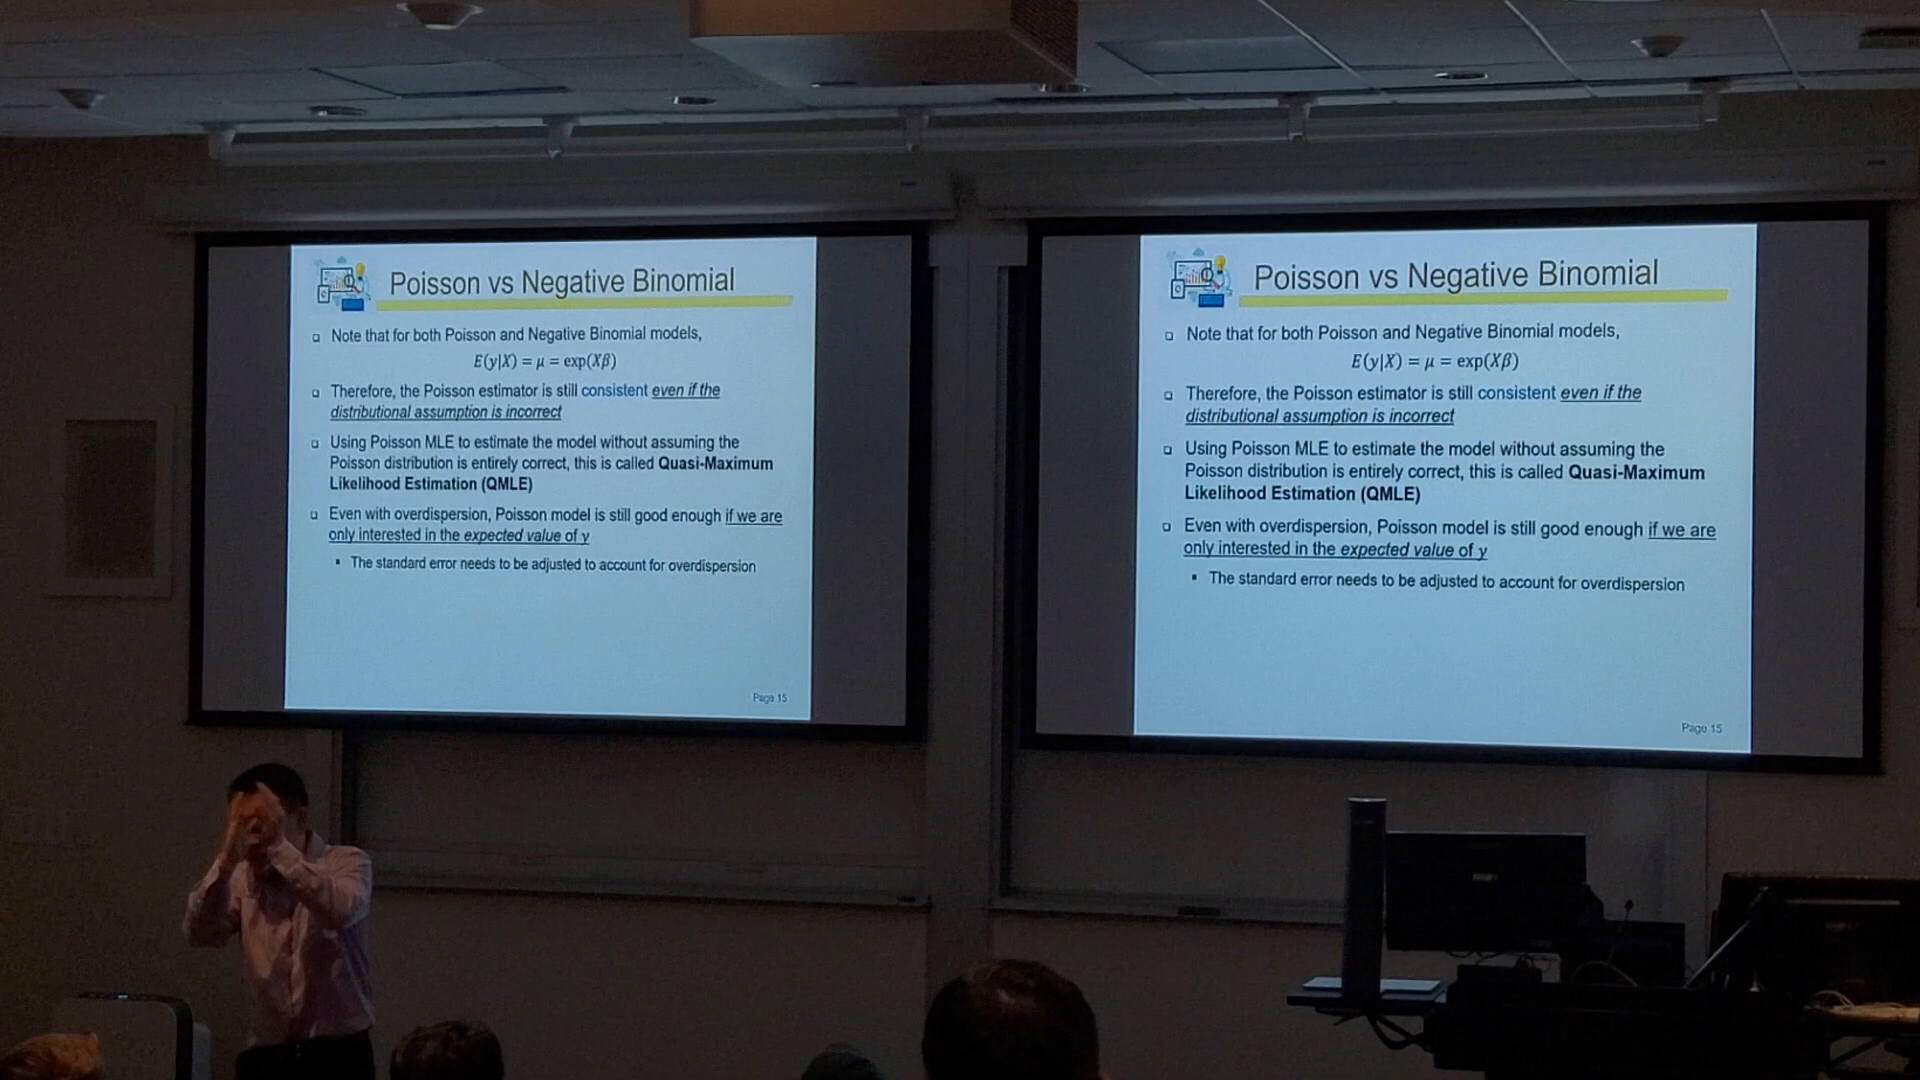 Poisson vs Negative Binomial
▫ Note that for both Poisson and Negative Binomial models,
E(y|X) = μ = exp(Xβ)
▫ Therefore, the Poisson estimator is still consistent even if the
distributional assumption is incorrect
▫ Using Poisson MLE to estimate the model without assuming the
Poisson distribution is entirely correct, this is called Quasi-Maximum
Likelihood Estimation (QMLE)
▫ Even with overdispersion, Poisson model is still good enough if we are
only interested in the expected value of y
▪ The standard error needs to be adjusted to account for overdispersion
Page 15
Poisson vs Negative Binomial
▫ Note that for both Poisson and Negative Binomial models,
E(y|X) = μ = exp(Xβ)
▫ Therefore, the Poisson estimator is still consistent even if the
distributional assumption is incorrect
▫ Using Poisson MLE to estimate the model without assuming the
Poisson distribution is entirely correct, this is called Quasi-Maximum
Likelihood Estimation (QMLE)
▫ Even with overdispersion, Poisson model is still good enough if we are
only interested in the expected value of y
▪ The standard error needs to be adjusted to account for overdispersion
Page 15